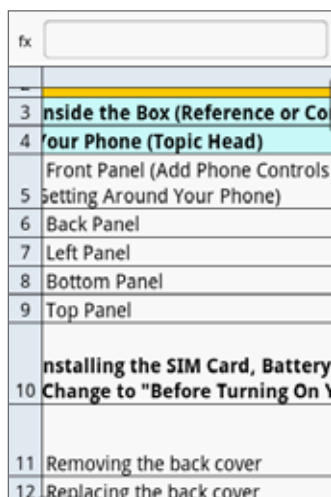 fx
3 nside the Box (Reference or Co
4 Your Phone (Topic Head)
Front Panel (Add Phone Controls
5 Getting Around Your Phone)
6 Back Panel
7 Left Panel
8 Bottom Panel
9 Top Panel
nstalling the SIM Card, Battery
10 Change to "Before Turning On Y
11 Removing the back cover
12 Replacing the back cover